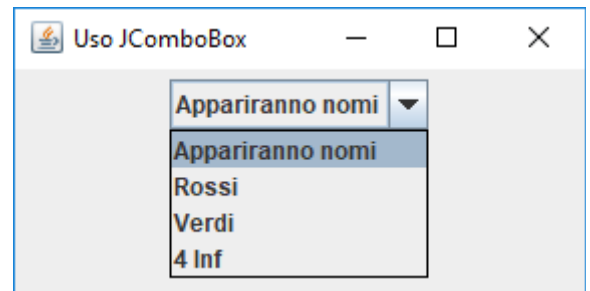 Uso JComboBox
Appariranno nomi
Appariranno nomi
Rossi
Verdi
4 Inf